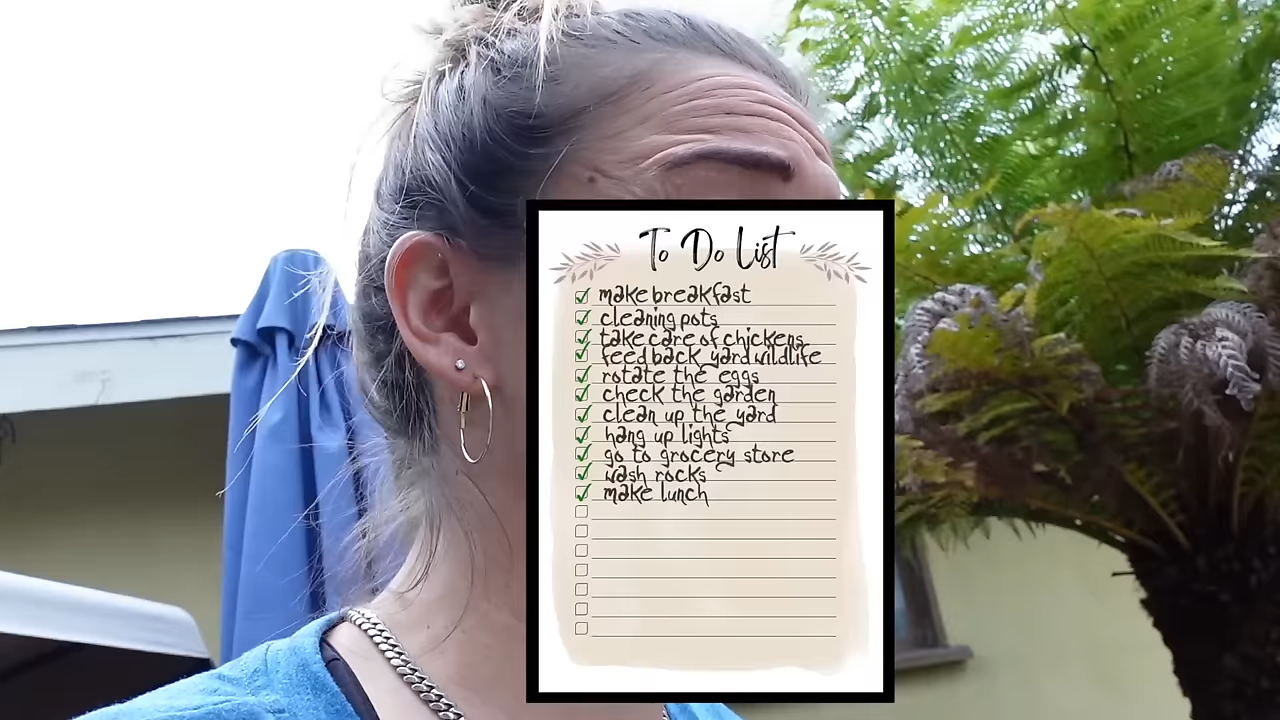 To Do List
make breakfast
cleaning pots
take care of chickens
feed back yard wildlife
rotate the eggs
check the garden
clean up the yard
hang up lights
go to grocery store
wash rocks
make lunch